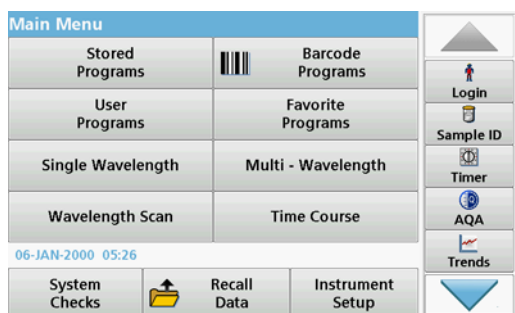 Main Menu
Stored
Programs
Barcode
Programs
User
Programs
Favorite
Programs
Single Wavelength
Multi - Wavelength
Wavelength Scan
Time Course
06-JAN-2000 05:26
System
Checks
Recall
Data
Instrument
Setup
Login
Sample ID
Timer
AQA
Trends